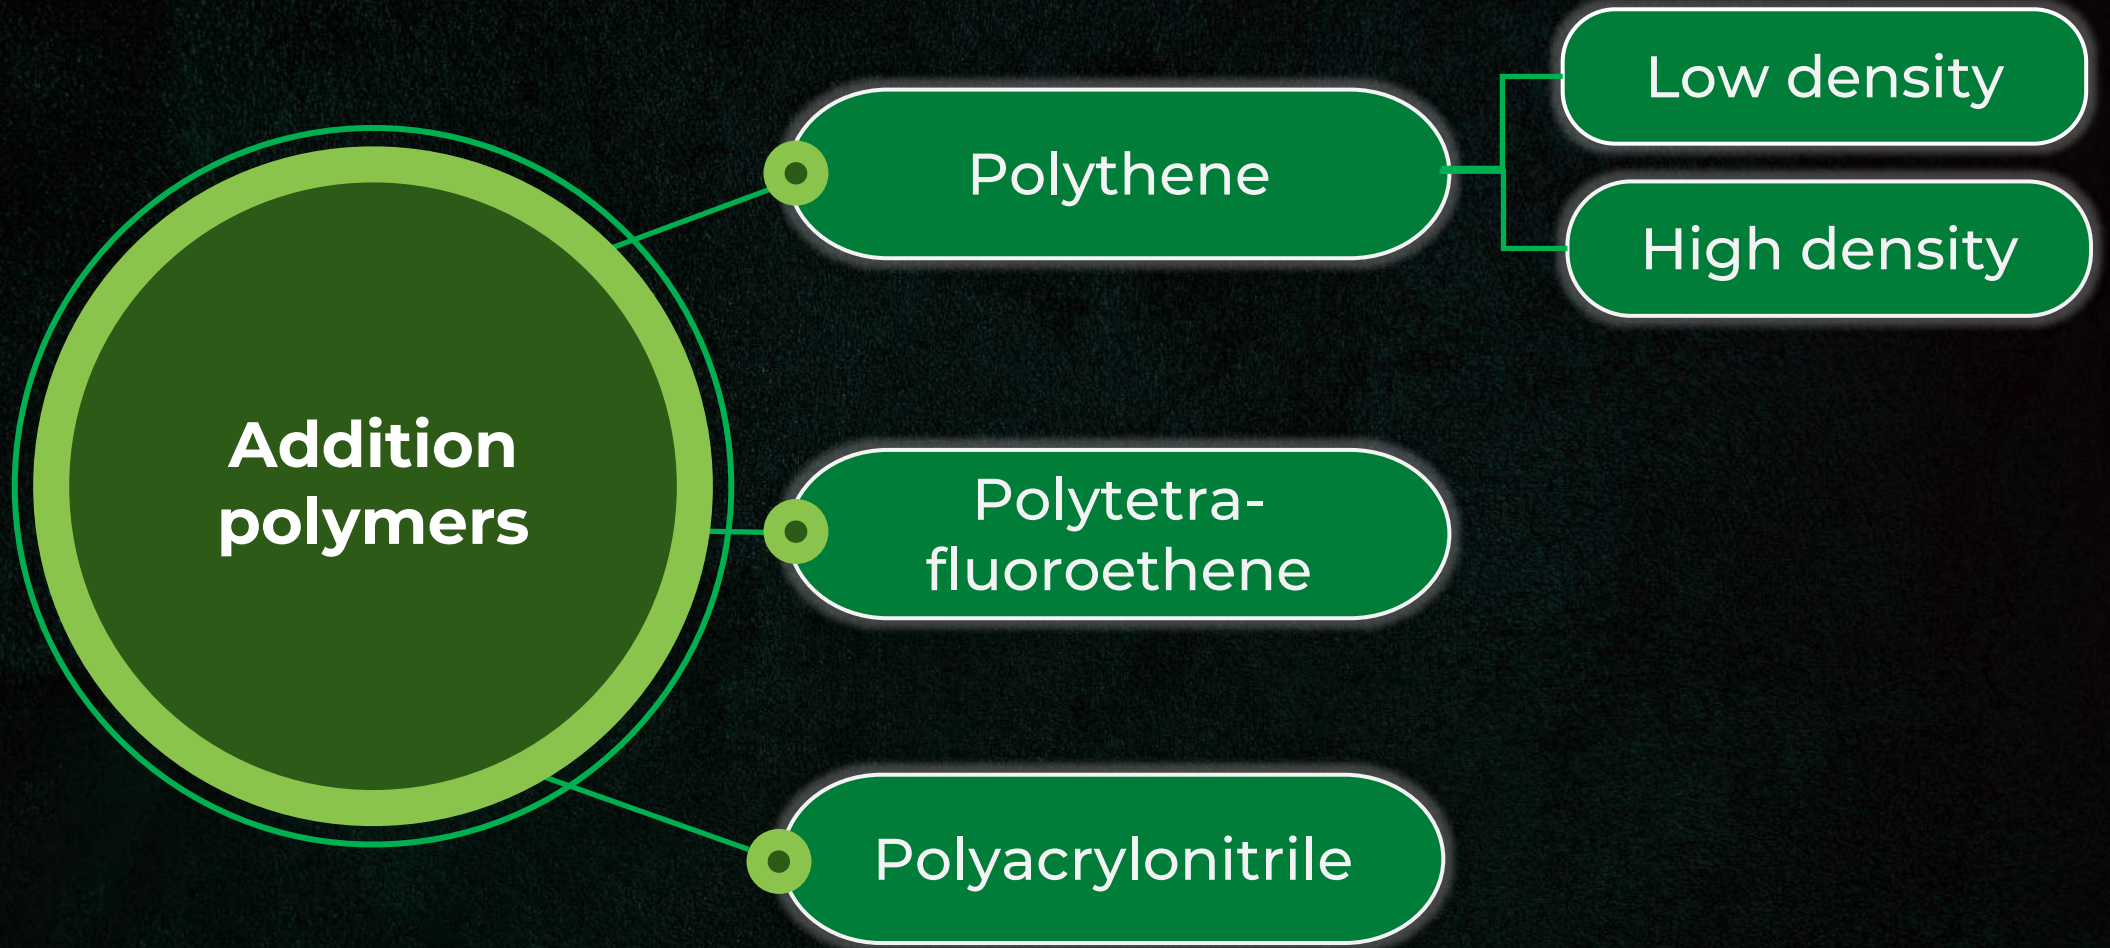 Addition
polymers
Polythene
Low density
High density
Polytetra-
fluoroethene
Polyacrylonitrile